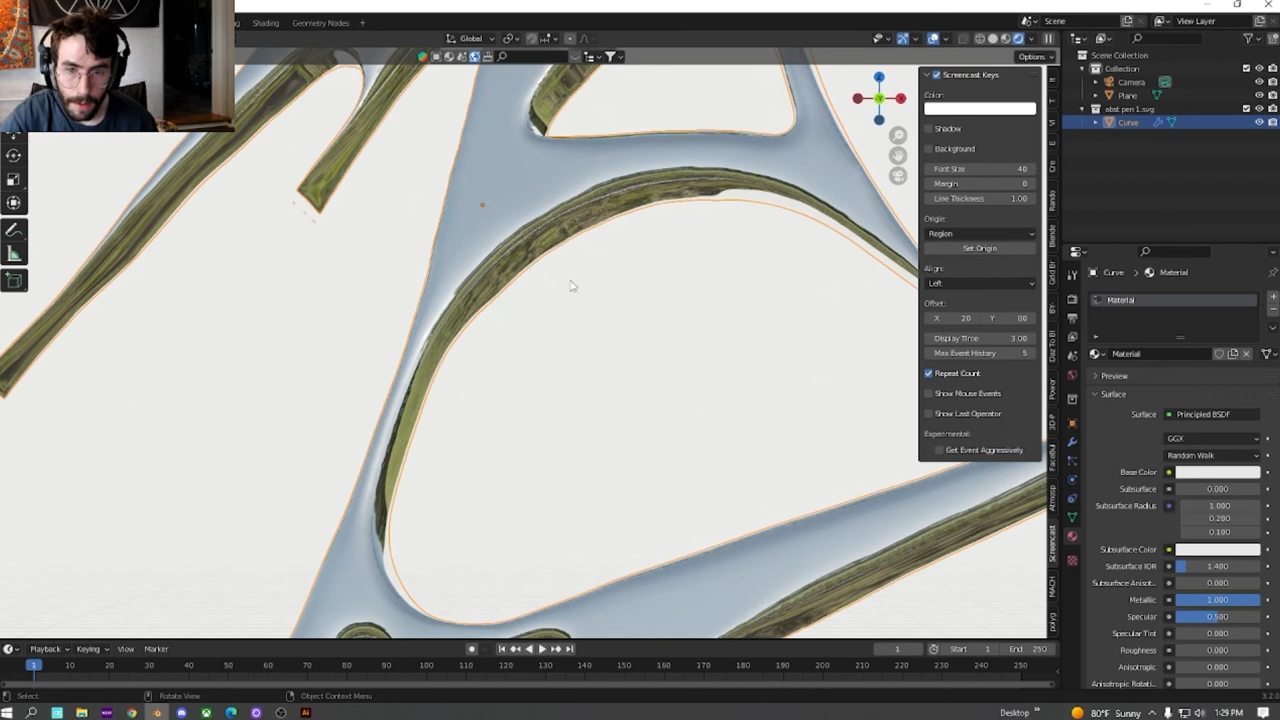 Shading
Geometry Nodes
+
Scene
View Layer
Global
Options
Screencast Keys
Color:
Shadow
Background
Font Size 40
Margin 0
Line Thickness 1.00
Origin:
Region
Set Origin
Align:
Left
Offset:
X 20 Y 80
Display Time 3.00
Max Event History 5
Repeat Count
Show Mouse Events
Show Last Operator
Experimental:
Get Event Aggressively
Scene Collection
Collection
Camera
Plane
abst pen 1.svg
Curve
Curve > Material
Material
Material
Preview
Surface
Surface Principled BSDF
GGX
Random Walk
Base Color
Subsurface 0.000
Subsurface Radius 1.000
0.200
0.100
Subsurface Color
Subsurface IOR 1.400
Subsurface Anisot.. 0.000
Metallic 1.000
Specular 0.500
Specular Tint 0.000
Roughness 0.000
Anisotropic 0.000
Anisotropic Rotati.. 0.000
Playback Keying View Marker
1 Start 1 End 250
1 10 20 30 40 50 60 70 80 90 100 110 120 130 140 150 160 170 180 190 200 210 220 230 240 250
Select Rotate View Object Context Menu
3.2.0
Desktop
80°F Sunny
1:29 PM